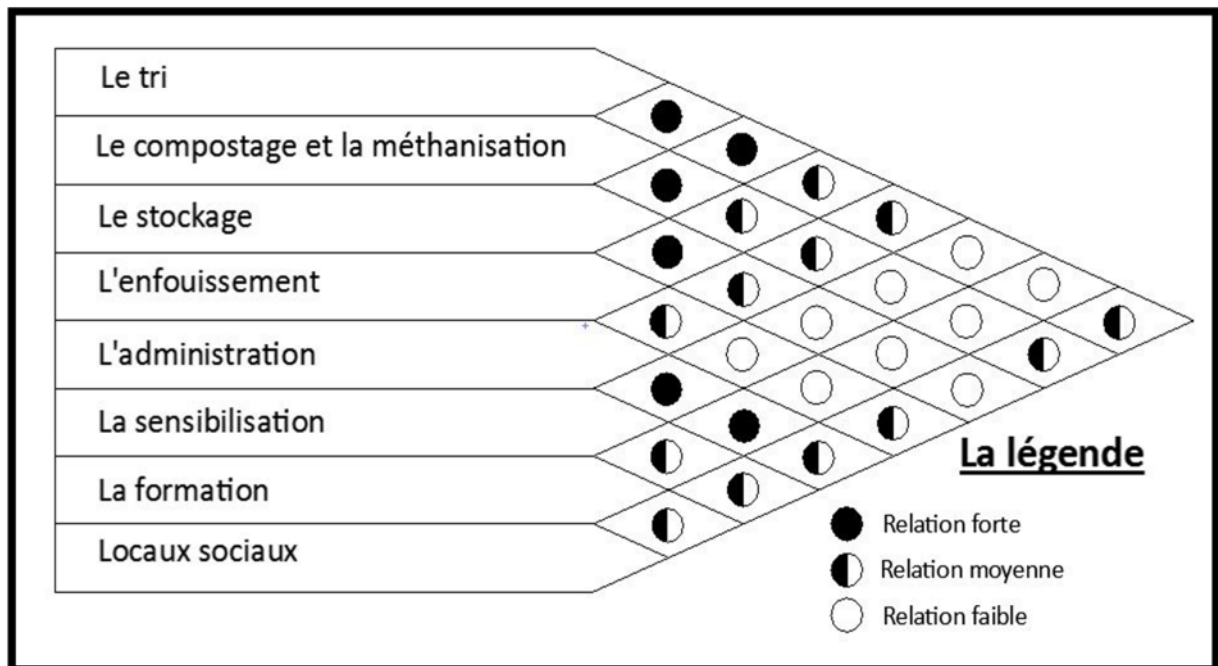 Le tri
Le compostage et la méthanisation
Le stockage
L'enfouissement
L'administration
La sensibilisation
La formation
Locaux sociaux
La légende
Relation forte
Relation moyenne
Relation faible